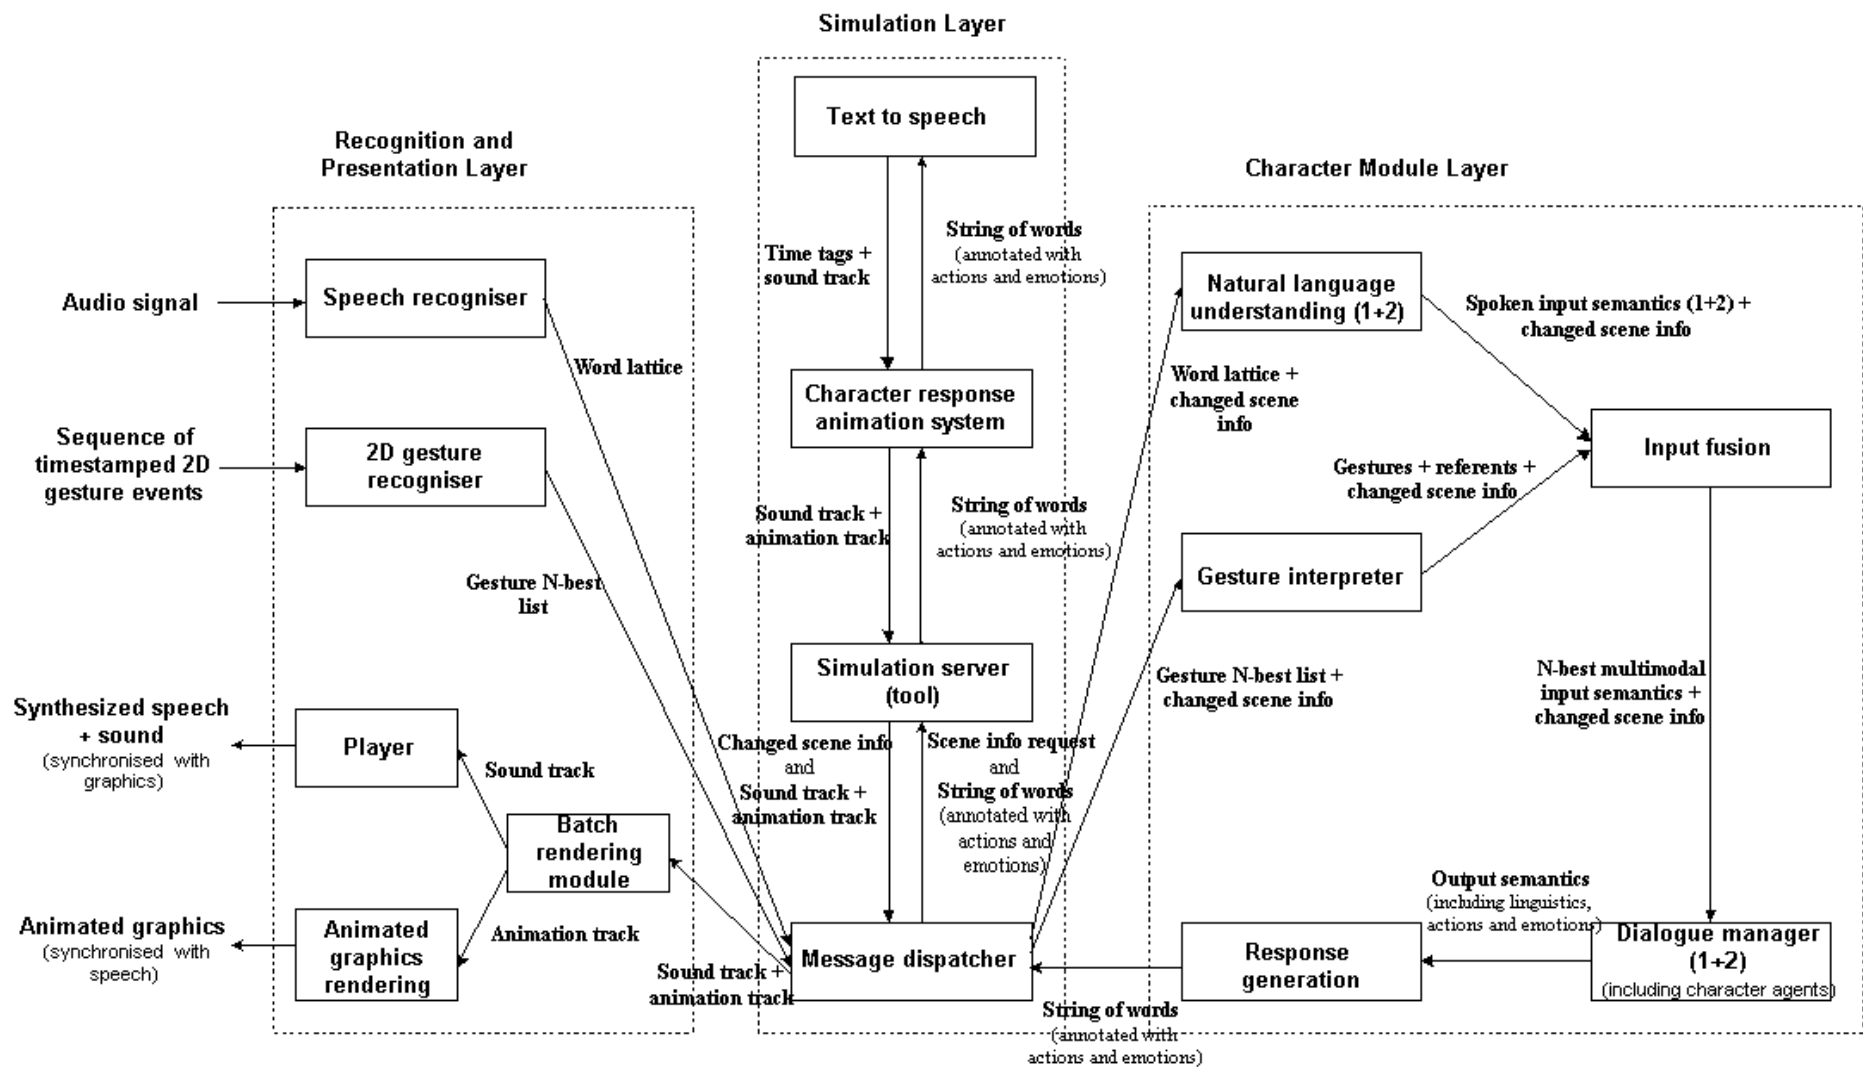 Simulation Layer
Text to speech
Time tags +
sound track
String of words
(annotated with
actions and emotions)
Character response
animation system
Sound track +
animation track
String of words
(annotated with
actions and emotions)
Simulation server
(tool)
Changed scene info
and
Sound track +
animation track
Scene info request
and
String of words
(annotated with
actions and
emotions)
Message dispatcher
Recognition and
Presentation Layer
Audio signal
Speech recogniser
Word lattice
Sequence of
timestamped 2D
gesture events
2D gesture
recogniser
Gesture N-best
list
Synthesized speech
+ sound
(synchronised with
graphics)
Player
Sound track
Batch
rendering
module
Animated graphics
(synchronised with
speech)
Animated
graphics
rendering
Animation track
Sound track +
animation track
Character Module Layer
Natural language
understanding (1+2)
Spoken input semantics (1+2) +
changed scene info
Word lattice +
changed scene
info
Input fusion
Gestures + referents +
changed scene info
Gesture interpreter
Gesture N-best list +
changed scene info
N-best multimodal
input semantics +
changed scene info
Output semantics
(including linguistics,
actions and emotions)
Dialogue manager
(1+2)
(including character agents)
Response
generation
String of words
(annotated with
actions and emotions)